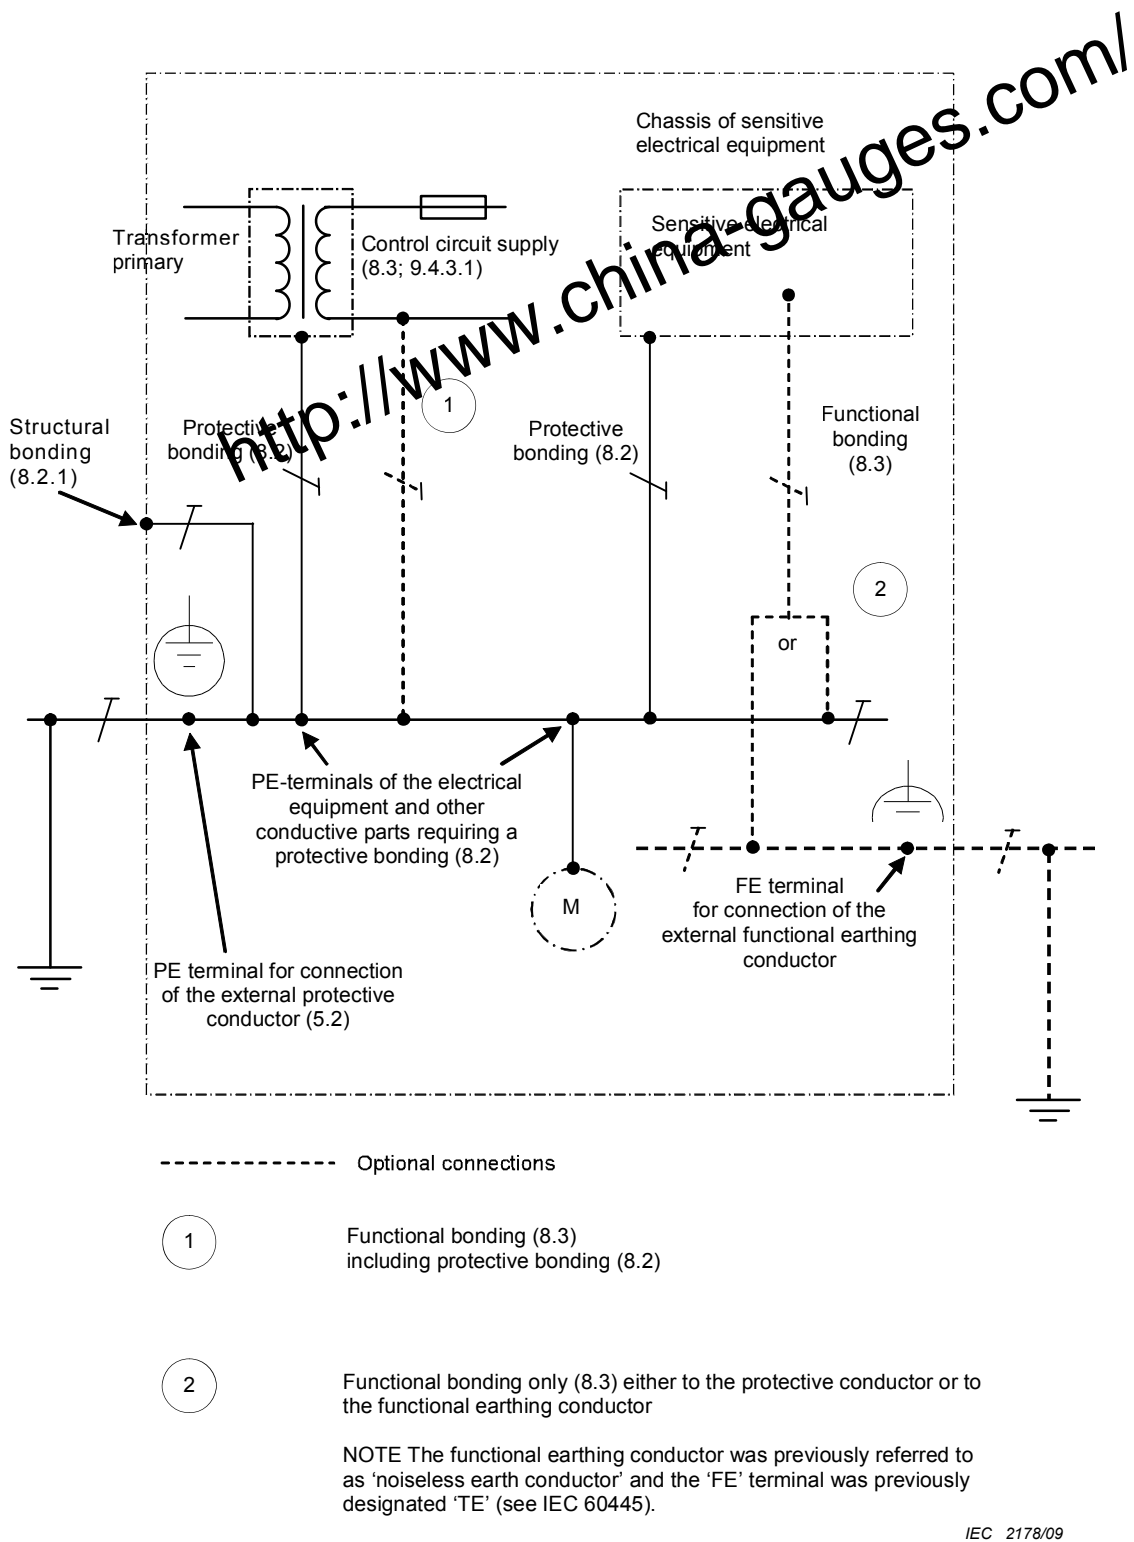 http://www.china-gauges.com/
Chassis of sensitive
electrical equipment
Transformer
primary
Control circuit supply
(8.3; 9.4.3.1)
Sensitive electrical
equipment
1
Structural
bonding
(8.2.1)
Protective
bonding (8.2)
Protective
bonding (8.2)
Functional
bonding
(8.3)
2
or
PE-terminals of the electrical
equipment and other
conductive parts requiring a
protective bonding (8.2)
M
FE terminal
for connection of the
external functional earthing
conductor
PE terminal for connection
of the external protective
conductor (5.2)
Optional connections
1
Functional bonding (8.3)
including protective bonding (8.2)
2
Functional bonding only (8.3) either to the protective conductor or to
the functional earthing conductor
NOTE The functional earthing conductor was previously referred to
as ‘noiseless earth conductor’ and the ‘FE’ terminal was previously
designated ‘TE’ (see IEC 60445).
IEC 2178/09